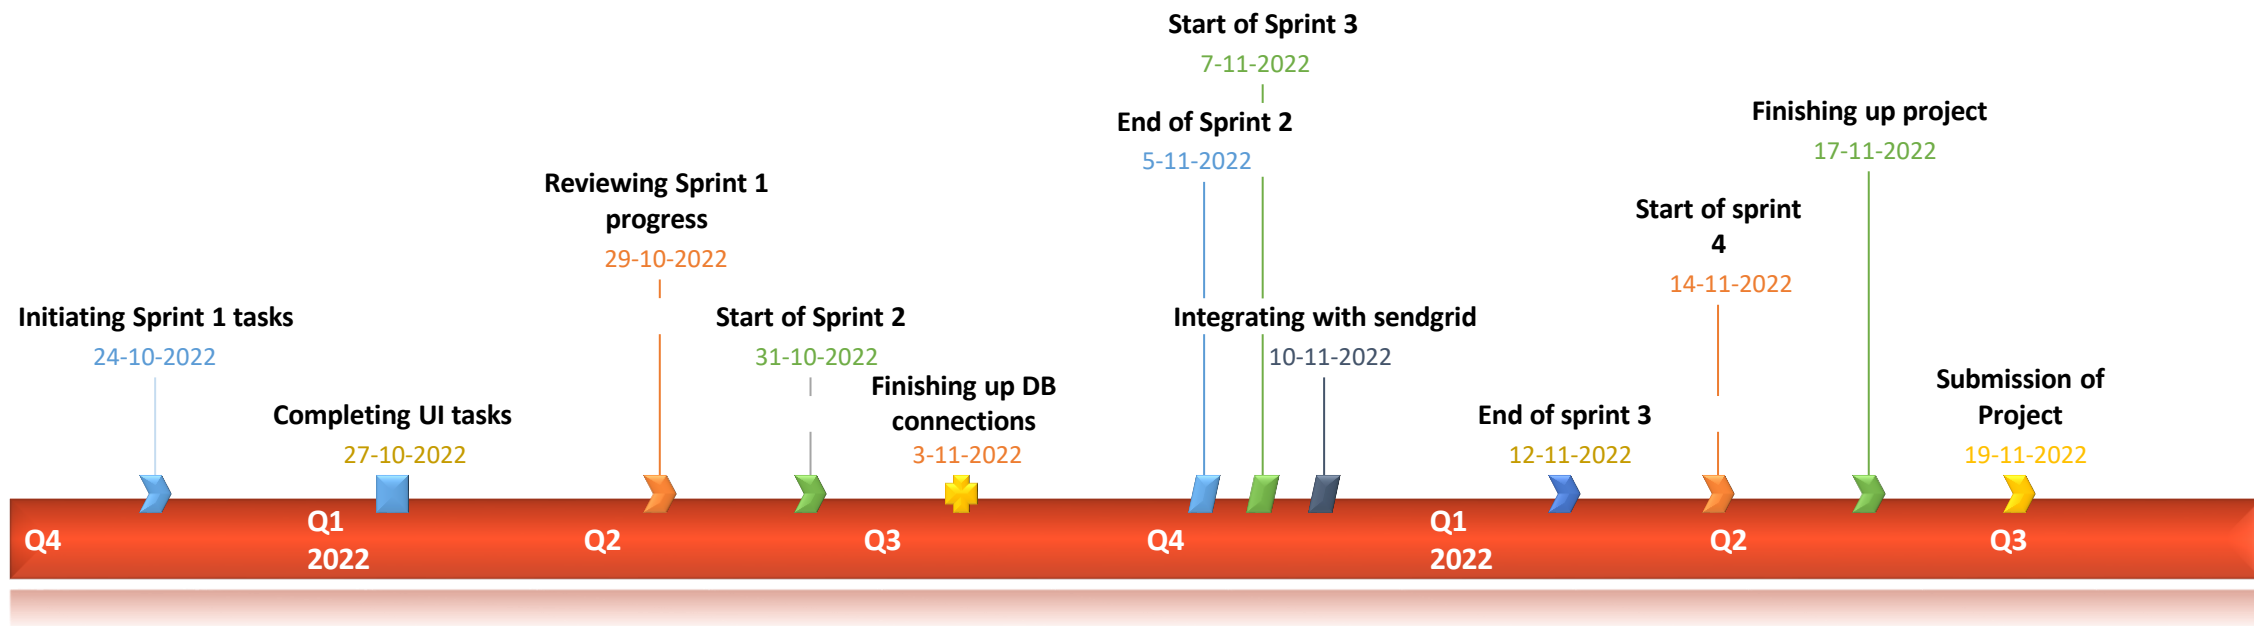 Start of Sprint 3
7-11-2022
End of Sprint 2
5-11-2022
Finishing up project
17-11-2022
Reviewing Sprint 1
progress
29-10-2022
Start of sprint
4
14-11-2022
Initiating Sprint 1 tasks
24-10-2022
Start of Sprint 2
31-10-2022
Integrating with sendgrid
10-11-2022
Completing UI tasks
27-10-2022
Finishing up DB
connections
3-11-2022
End of sprint 3
12-11-2022
Submission of
Project
19-11-2022
Q4
Q1
2022
Q2
Q3
Q4
Q1
2022
Q2
Q3